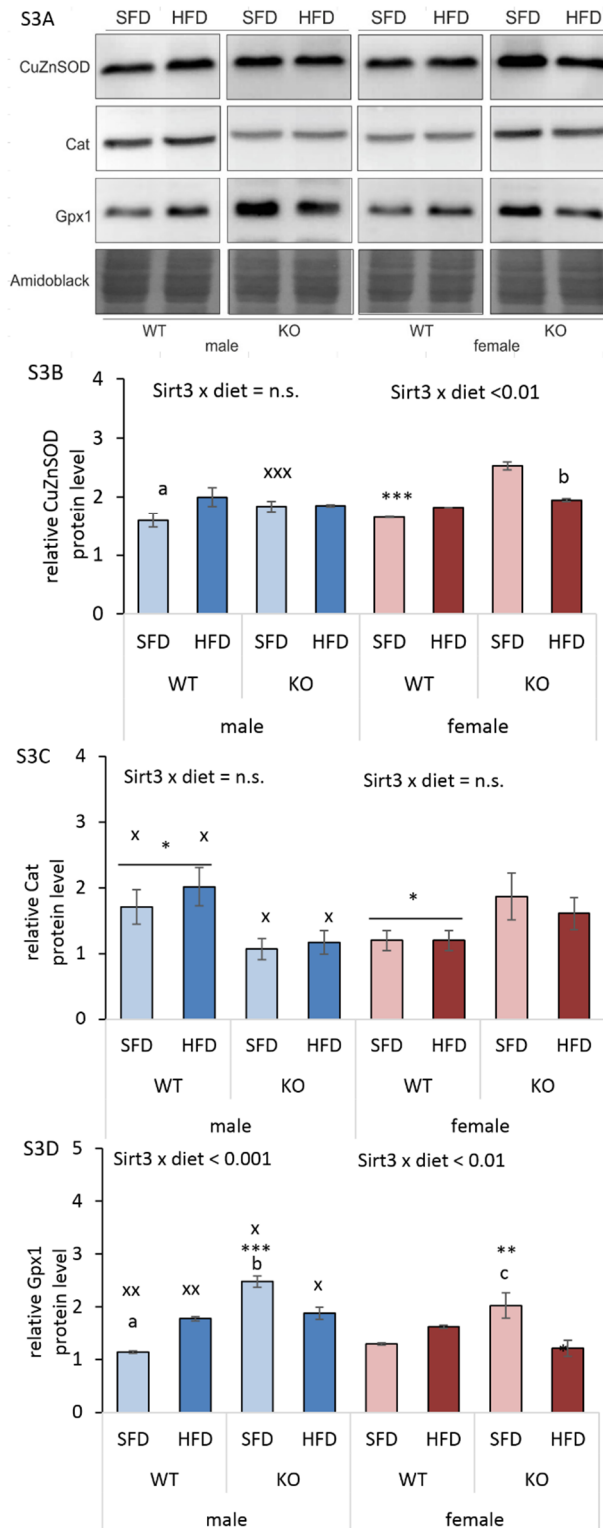 S3A
SFD HFD SFD HFD SFD HFD SFD HFD
CuZnSOD
Cat
Gpx1
Amidoblack
WT KO WT KO
male female
S3B
4
Sirt3 x diet = n.s. Sirt3 x diet <0.01
3
2
1
0
relative CuZnSOD
protein level
a xxx *** b
SFD HFD SFD HFD SFD HFD SFD HFD
WT KO WT KO
male female
S3C
4
Sirt3 x diet = n.s. Sirt3 x diet = n.s.
3
2
1
0
relative Cat
protein level
x * x
x x *
SFD HFD SFD HFD SFD HFD SFD HFD
WT KO WT KO
male female
S3D
5
Sirt3 x diet < 0.001 Sirt3 x diet < 0.01
4
3
2
1
0
relative Gpx1
protein level
x
*** **
xx xx b x c
a *
SFD HFD SFD HFD SFD HFD SFD HFD
WT KO WT KO
male female